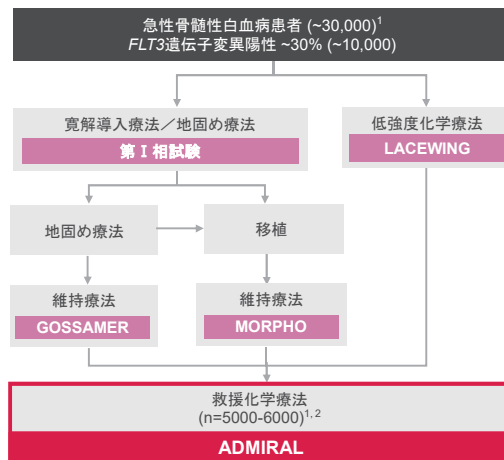 急性骨髄性白血病患者 (~30,000)1
FLT3遺伝子変異陽性 ~30% (~10,000)
寛解導入療法／地固め療法
第Ⅰ相試験
低強度化学療法
LACEWING
地固め療法
移植
維持療法
GOSSAMER
維持療法
MORPHO
救援化学療法
(n=5000-6000)1, 2
ADMIRAL